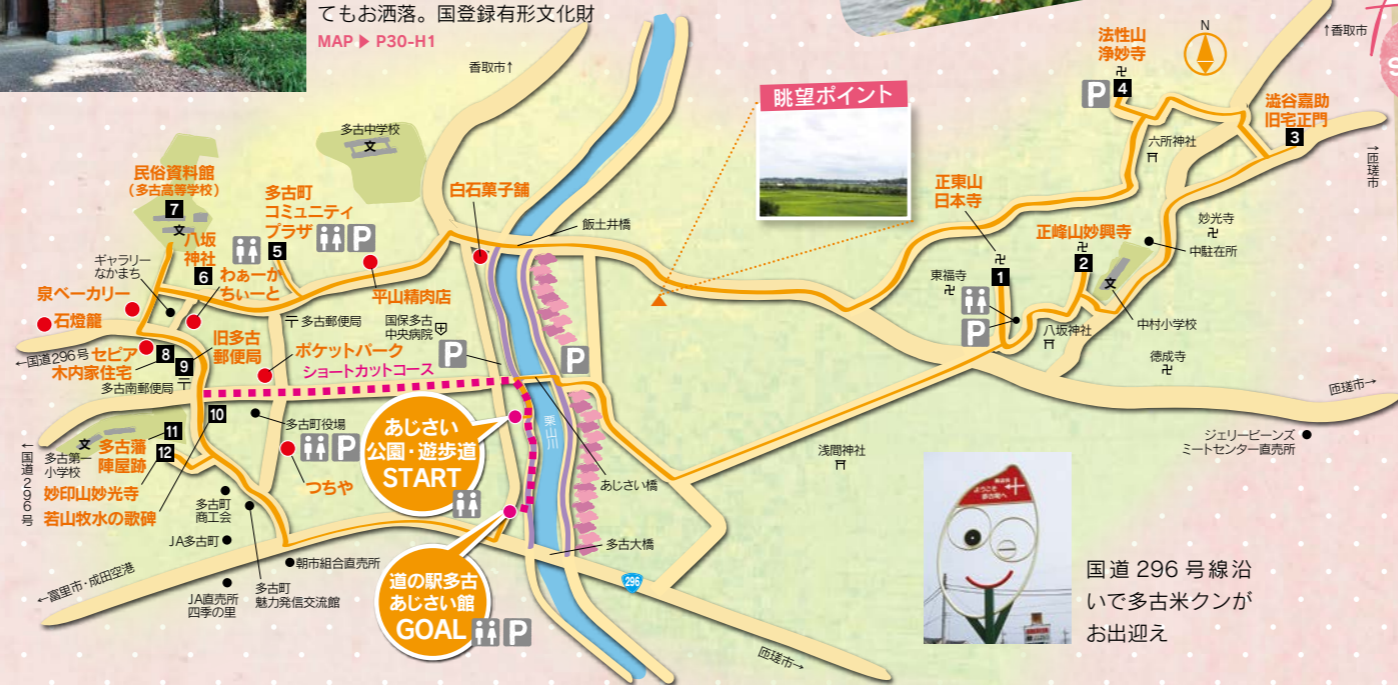 てもお洒落。国登録有形文化財
MAP ▶ P30-H1
香取市↑
多古中学校
文
民俗資料館
（多古高等学校）
7
文
八坂
神社
6
多古町
コミュニティ
プラザ
5
P
白石菓子舗
飯土井橋
ギャラリー
なかまち
わぁーか
ちぃーと
平山精肉店
泉ベーカリー
石燈籠
〒多古郵便局
国保多古
中央病院
P
←国道296号
セピア
8
木内家住宅
9
旧多古
郵便局
ポケットパーク
ショートカットコース
多古南郵便局
〒
P
10
多古町役場
P
あじさい
公園・遊歩道
START
栗山川
11
文
多古第一
小学校
多古藩
陣屋跡
12
妙印山妙光寺
若山牧水の歌碑
つちや
←国道296号
多古町
商工会
JA多古町
朝市組合直売所
←富里市・成田空港
JA直売所
四季の里
多古町
魅力発信交流館
道の駅多古
あじさい館
GOAL
P
あじさい橋
多古大橋
296
匝瑳市→
眺望ポイント
法性山
浄妙寺
卍
P
4
N
↑香取市
澁谷嘉助
旧宅正門
3
→匝瑳市
六所神社
正東山
日本寺
卍
1
正峰山妙興寺
卍
2
妙光寺
卍
中駐在所
東福寺
卍
P
文
中村小学校
八坂神社
徳成寺
卍
匝瑳市→
浅間神社
ジェリービーンズ
ミートセンター直売所
ようこそ
多古町へ
国道296号線沿
いで多古米クンが
お出迎え